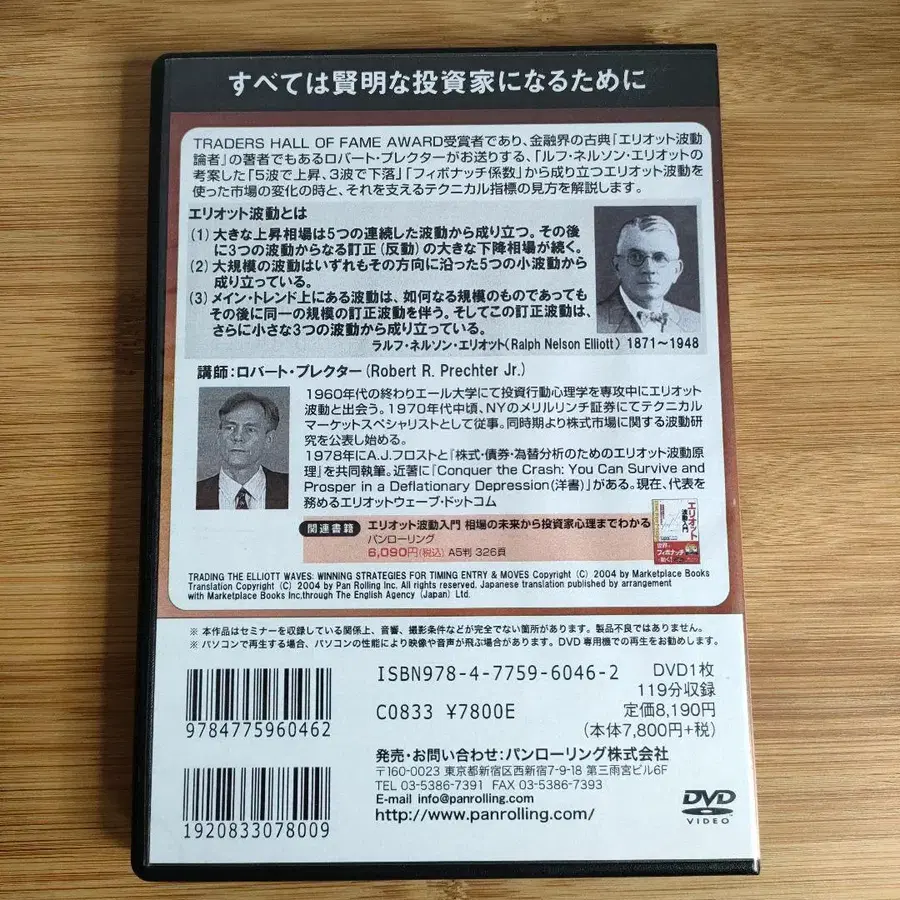 すべては賢明な投資家になるために
TRADERS HALL OF FAME AWARD受賞者であり、金融界の古典「エリオット波動
論者」の著者でもあるロバート・プレクターがお送りする、「ルフ・ネルソン・エリオットの
考案した「5波で上昇、3波で下落」「フィボナッチ係数」から成り立つエリオット波動を
使った市場の変化の時と、それを支えるテクニカル指標の見方を解説します。
エリオット波動とは
(1) 大きな上昇相場は5つの連続した波動から成り立つ。その後
に3つの波動からなる訂正(反動)の大きな下降相場が続く。
(2) 大規模の波動はいずれもその方向に沿った5つの小波動から
成り立っている。
(3) メイン・トレンド上にある波動は、如何なる規模のものであっても
その後に同一の規模の訂正波動を伴う。そしてこの訂正波動は、
さらに小さな3つの波動から成り立っている。
ラルフ・ネルソン・エリオット(Ralph Nelson Elliott) 1871～1948
講師：ロバート・プレクター(Robert R. Prechter Jr.)
1960年代の終わりエール大学にて投資行動心理学を専攻中にエリオット
波動と出会う。1970年代中頃、NYのメリルリンチ証券にてテクニカル
マーケットスペシャリストとして従事。同時期より株式市場に関する波動研
究を公表し始める。
1978年にA.J.フロストと『株式・債券・為替分析のためのエリオット波動原
理』を共同執筆。近著に『Conquer the Crash: You Can Survive and
Prosper in a Deflationary Depression(洋書)』がある。現在、代表を
務めるエリオットウェーブ・ドットコム
関連書籍 エリオット波動入門 相場の未来から投資家心理までわかる
パンローリング
6,090円(税込) A5判 326頁
エリオット
波動入門
フィボナッチ
TRADING THE ELLIOTT WAVES: WINNING STRATEGIES FOR TIMING ENTRY & MOVES Copyright (C) 2004 by Marketplace Books
Translation Copyright (C) 2004 by Pan Rolling Inc. All rights reserved. Japanese translation published by arrangement
with Marketplace Books Inc.through The English Agency (Japan) Ltd.
※ 本作品はセミナーを収録している関係上、音響、撮影条件などが完全でない箇所があります。製品不良ではありません。
※ パソコンで再生する場合、パソコンの性能により映像や音声が飛ぶ場合があります。DVD専用機での再生をお勧めします。
ISBN978-4-7759-6046-2
C0833 ¥7800E
DVD1枚
119分収録
定価8,190円
(本体7,800円+税)
9784775960462
1920833078009
発売・お問い合わせ：パンローリング株式会社
〒160-0023 東京都新宿区西新宿7-9-18 第三雨宮ビル6F
TEL 03-5386-7391 FAX 03-5386-7393
E-mail info@panrolling.com
http://www.panrolling.com/
DVD
VIDEO